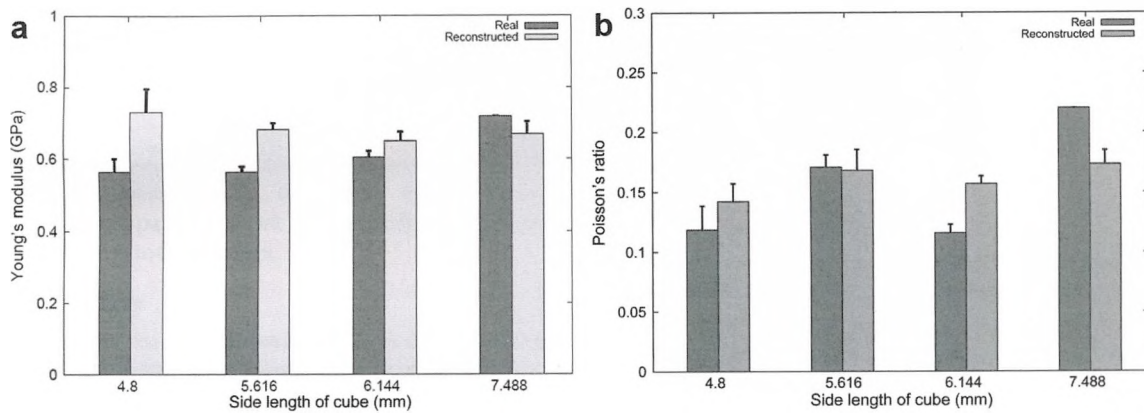 a
Real
Reconstructed
1
0.8
0.6
0.4
0.2
0
Young's modulus (GPa)
4.8 5.616 6.144 7.488
Side length of cube (mm)
b
Real
Reconstructed
0.3
0.25
0.2
0.15
0.1
0.05
0
Poisson's ratio
4.8 5.616 6.144 7.488
Side length of cube (mm)